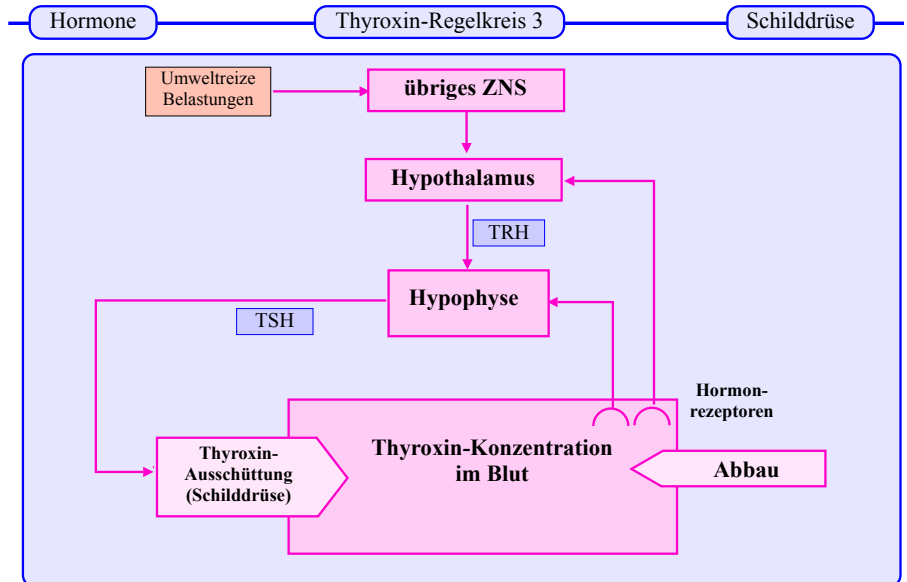 Hormone
Thyroxin-Regelkreis 3
Schilddrüse
Umweltreize
Belastungen
übriges ZNS
Hypothalamus
TRH
Hypophyse
TSH
Hormon-
rezeptoren
Thyroxin-
Ausschüttung
(Schilddrüse)
Thyroxin-Konzentration
im Blut
Abbau